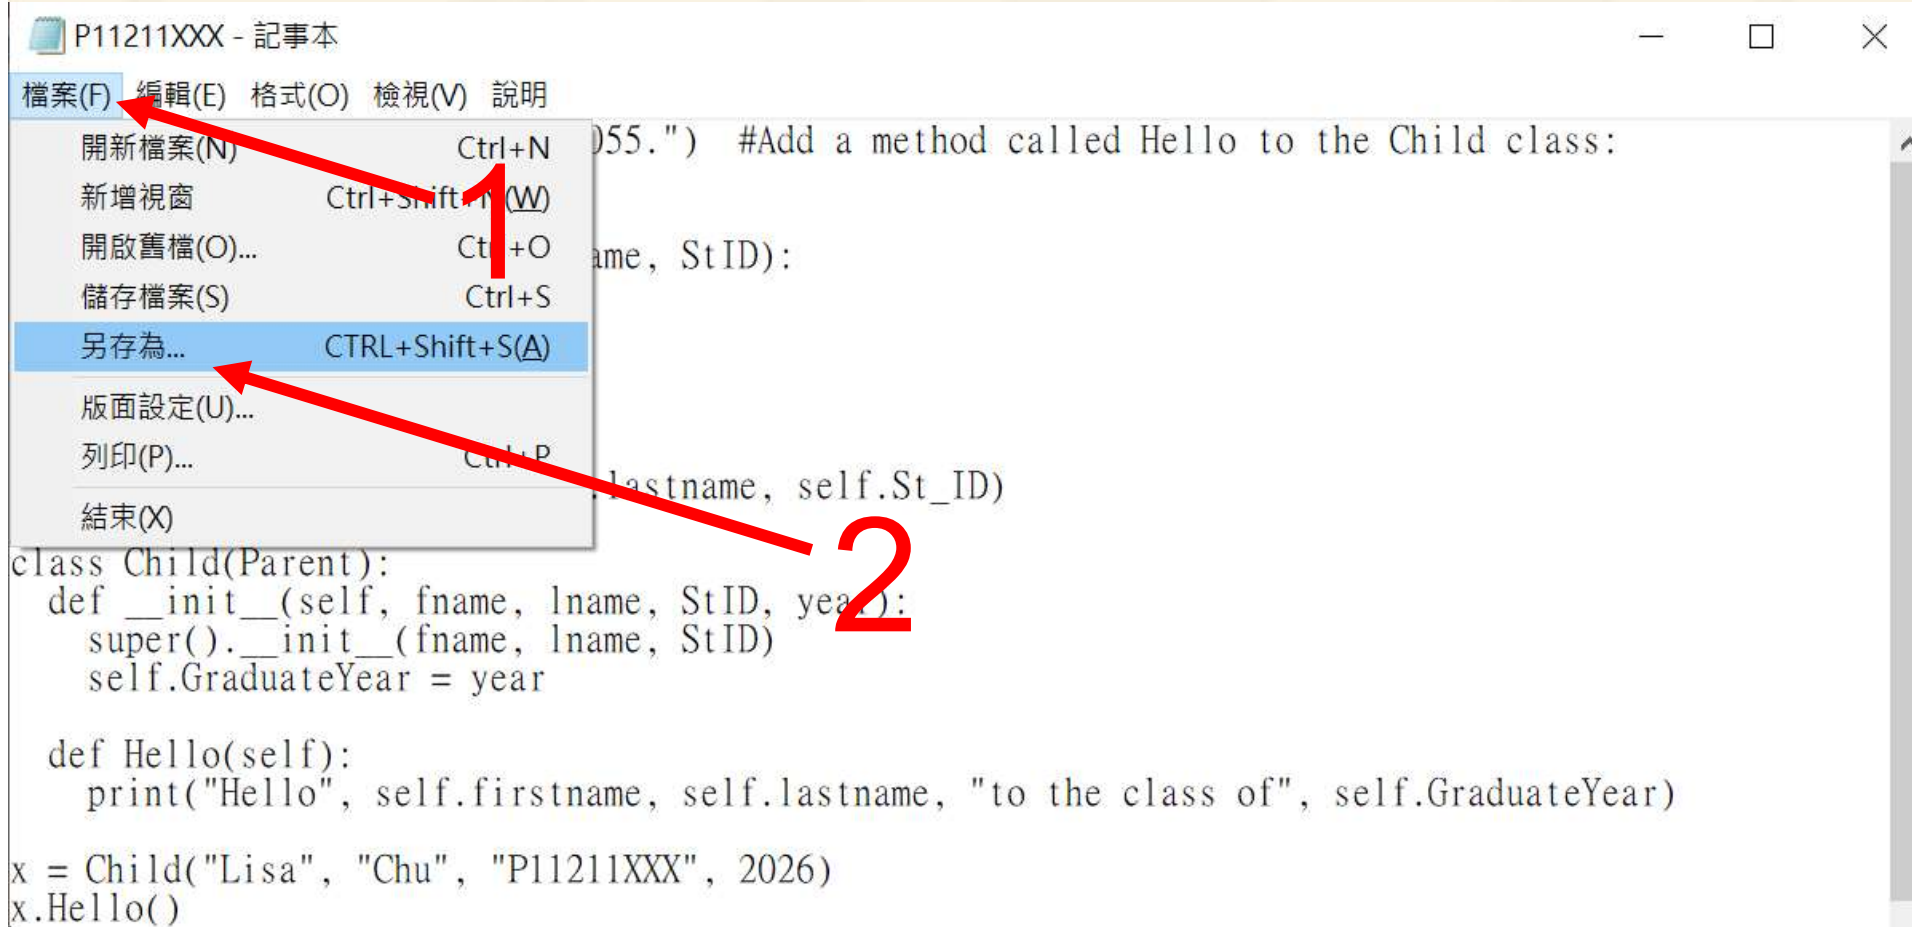 P11211XXX - 記事本
檔案(F) 編輯(E) 格式(O) 檢視(V) 說明
開新檔案(N) Ctrl+N
新增視窗 Ctrl+Shift+N(W)
開啟舊檔(O)... Ctrl+O
儲存檔案(S) Ctrl+S
另存為... CTRL+Shift+S(A)
版面設定(U)...
列印(P)... Ctrl+P
結束(X)
1
2
055.")  #Add a method called Hello to the Child class:
ame, StID):
.lastname, self.St_ID)
class Child(Parent):
  def __init__(self, fname, lname, StID, year):
    super().__init__(fname, lname, StID)
    self.GraduateYear = year
  def Hello(self):
    print("Hello", self.firstname, self.lastname, "to the class of", self.GraduateYear)
x = Child("Lisa", "Chu", "P11211XXX", 2026)
x.Hello()